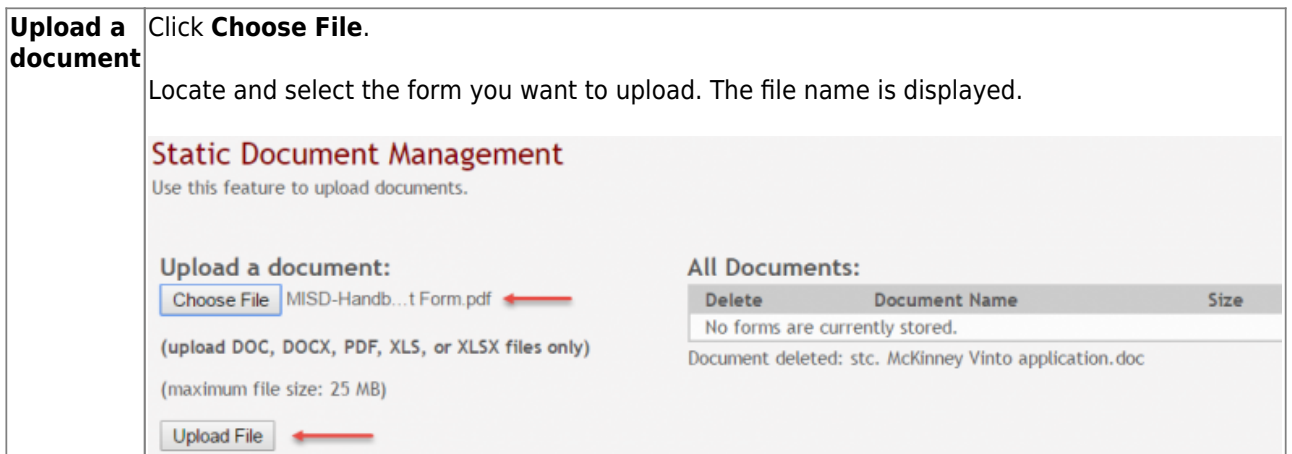 Upload a document
Click Choose File.
Locate and select the form you want to upload. The file name is displayed.
Static Document Management
Use this feature to upload documents.
Upload a document:
Choose File MISD-Handb...t Form.pdf
(upload DOC, DOCX, PDF, XLS, or XLSX files only)
(maximum file size: 25 MB)
Upload File
All Documents:
Delete Document Name Size
No forms are currently stored.
Document deleted: stc. McKinney Vinto application.doc